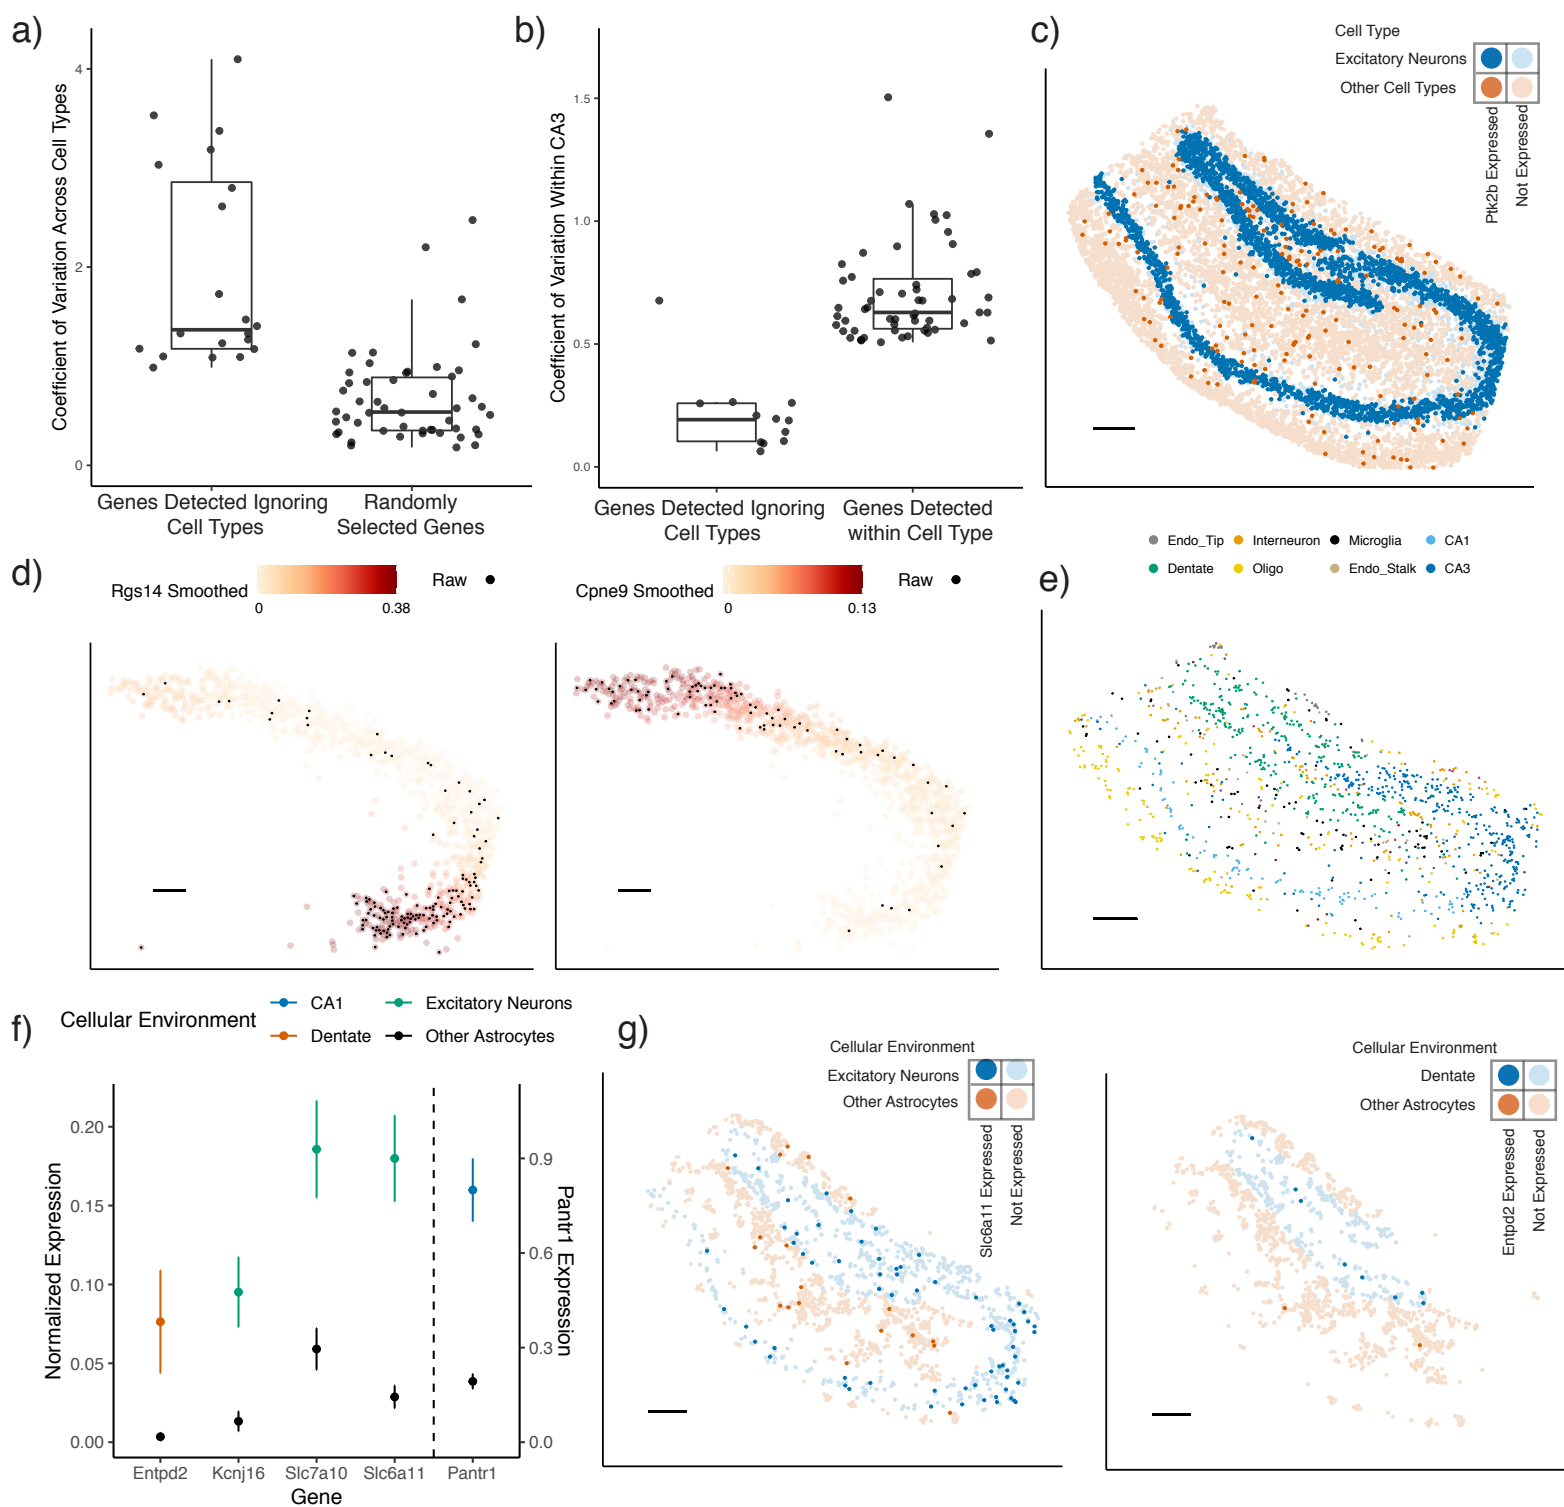 a)
Coefficient of Variation Across Cell Types
4
2
0
Genes Detected Ignoring
Cell Types
Randomly
Selected Genes
b)
Coefficient of Variation Within CA3
1.5
1.0
0.5
0.0
Genes Detected Ignoring
Cell Types
Genes Detected
within Cell Type
c)
Cell Type
Excitatory Neurons
Other Cell Types
Ptk2b Expressed
Not Expressed
d)
Rgs14 Smoothed
0
0.38
Raw
Cpne9 Smoothed
0
0.13
Raw
e)
Endo_Tip
Interneuron
Microglia
CA1
Dentate
Oligo
Endo_Stalk
CA3
f)
Cellular Environment
CA1
Excitatory Neurons
Dentate
Other Astrocytes
Normalized Expression
0.20
0.15
0.10
0.05
0.00
0.9
0.6
0.3
0.0
Pantr1 Expression
Entpd2
Kcnj16
Slc7a10
Slc6a11
Pantr1
Gene
g)
Cellular Environment
Excitatory Neurons
Other Astrocytes
Slc6a11 Expressed
Not Expressed
Cellular Environment
Dentate
Other Astrocytes
Entpd2 Expressed
Not Expressed